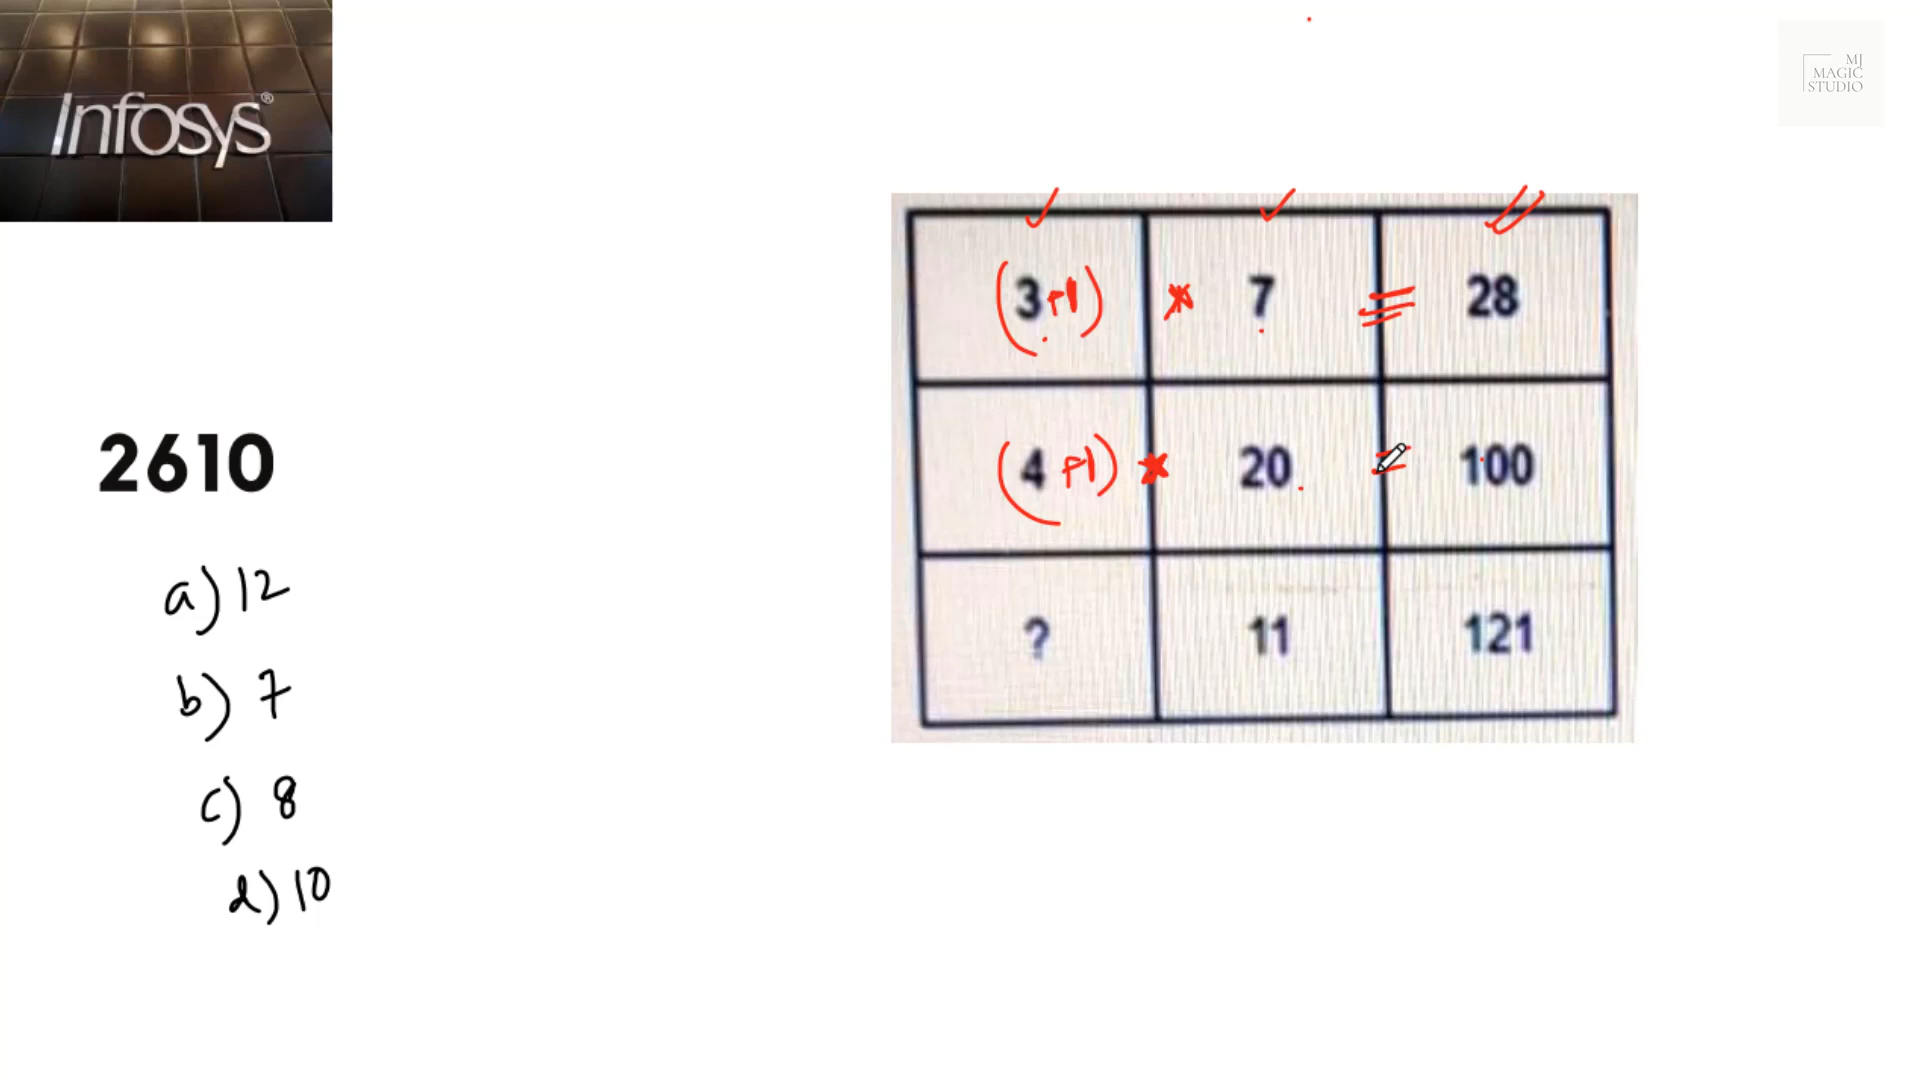 Infosys®
MJ
MAGIC
STUDIO
(3+1) * 7 = 28
(4+1) * 20 = 100
? 11 121
2610
a) 12
b) 7
c) 8
d) 10